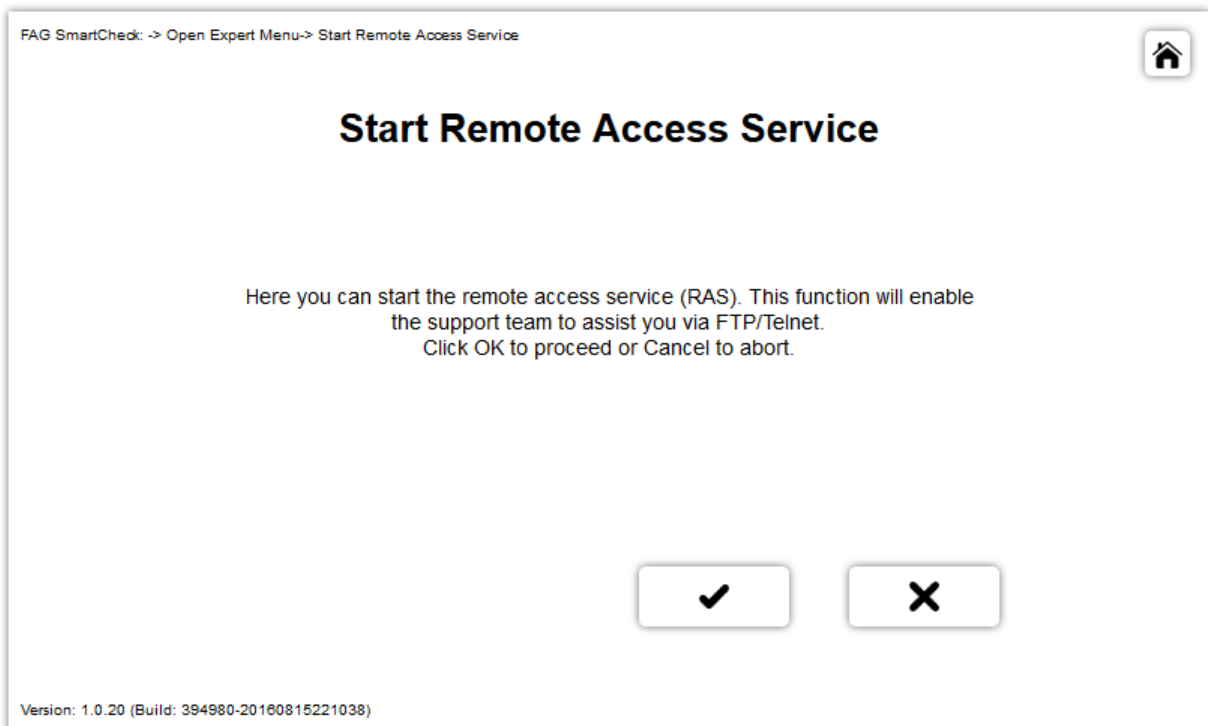 FAG SmartCheck: -> Open Expert Menu-> Start Remote Access Service
Start Remote Access Service
Here you can start the remote access service (RAS). This function will enable
the support team to assist you via FTP/Telnet.
Click OK to proceed or Cancel to abort.
Version: 1.0.20 (Build: 394980-20160815221038)